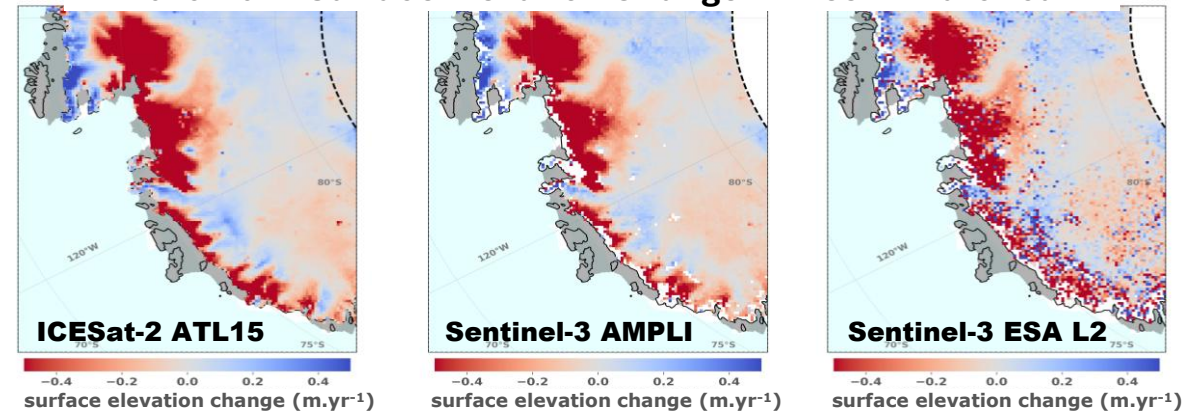 80°S
80°S
80°S
120°W
120°W
120°W
ICESat-2 ATL15
Sentinel-3 AMPLI
Sentinel-3 ESA L2
70°S
75°S
70°S
75°S
70°S
75°S
−0.4 −0.2 0.0 0.2 0.4
−0.4 −0.2 0.0 0.2 0.4
−0.4 −0.2 0.0 0.2 0.4
surface elevation change (m.yr⁻¹)
surface elevation change (m.yr⁻¹)
surface elevation change (m.yr⁻¹)